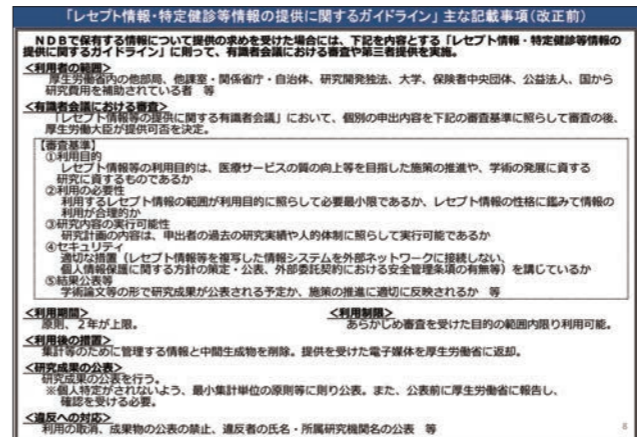 「レセプト情報・特定健診等情報の提供に関するガイドライン」主な記載事項（改正前）
NDBで保有する情報について提供の求めを受けた場合には、下記を内容とする「レセプト情報・特定健診等情報の
提供に関するガイドライン」に則って、有識者会議における審査や第三者提供を実施。
<利用者の範囲>
厚生労働省内の他部局、他課室・関係省庁・自治体、研究開発独法、大学、保険者中央団体、公益法人、国から
研究費用を補助されている者　等
<有識者会議における審査>
「レセプト情報等の提供に関する有識者会議」において、個別の申出内容を下記の審査基準に照らして審査の後、
厚生労働大臣が提供可否を決定。
【審査基準】
①利用目的
レセプト情報等の利用目的は、医療サービスの質の向上等を目指した施策の推進や、学術の発展に資する
研究に資するものであるか
②利用の必要性
利用するレセプト情報の範囲が利用目的に照らして必要最小限であるか、レセプト情報の性格に鑑みて情報の
利用が合理的か
③研究内容の実行可能性
研究計画の内容は、申出者の過去の研究実績や人的体制に照らして実行可能であるか
④セキュリティ
適切な措置（レセプト情報等を複写した情報システムを外部ネットワークに接続しない、
個人情報保護に関する方針の策定・公表、外部委託契約における安全管理条項の有無等）を講じているか
⑤結果公表等
学術論文等の形で研究成果が公表される予定か、施策の推進に適切に反映されるか　等
<利用期間>
原則、２年が上限。
<利用制限>
あらかじめ審査を受けた目的の範囲内限り利用可能。
<利用後の措置>
集計等のために管理する情報と中間生成物を削除。提供を受けた電子媒体を厚生労働省に返却。
<研究成果の公表>
研究成果の公表を行う。
※個人特定がされないよう、最小集計単位の原則等に則り公表。また、公表前に厚生労働省に報告し、
確認を受ける必要。
<違反への対応>
利用の取消、成果物の公表の禁止、違反者の氏名・所属研究機関名の公表　等
8